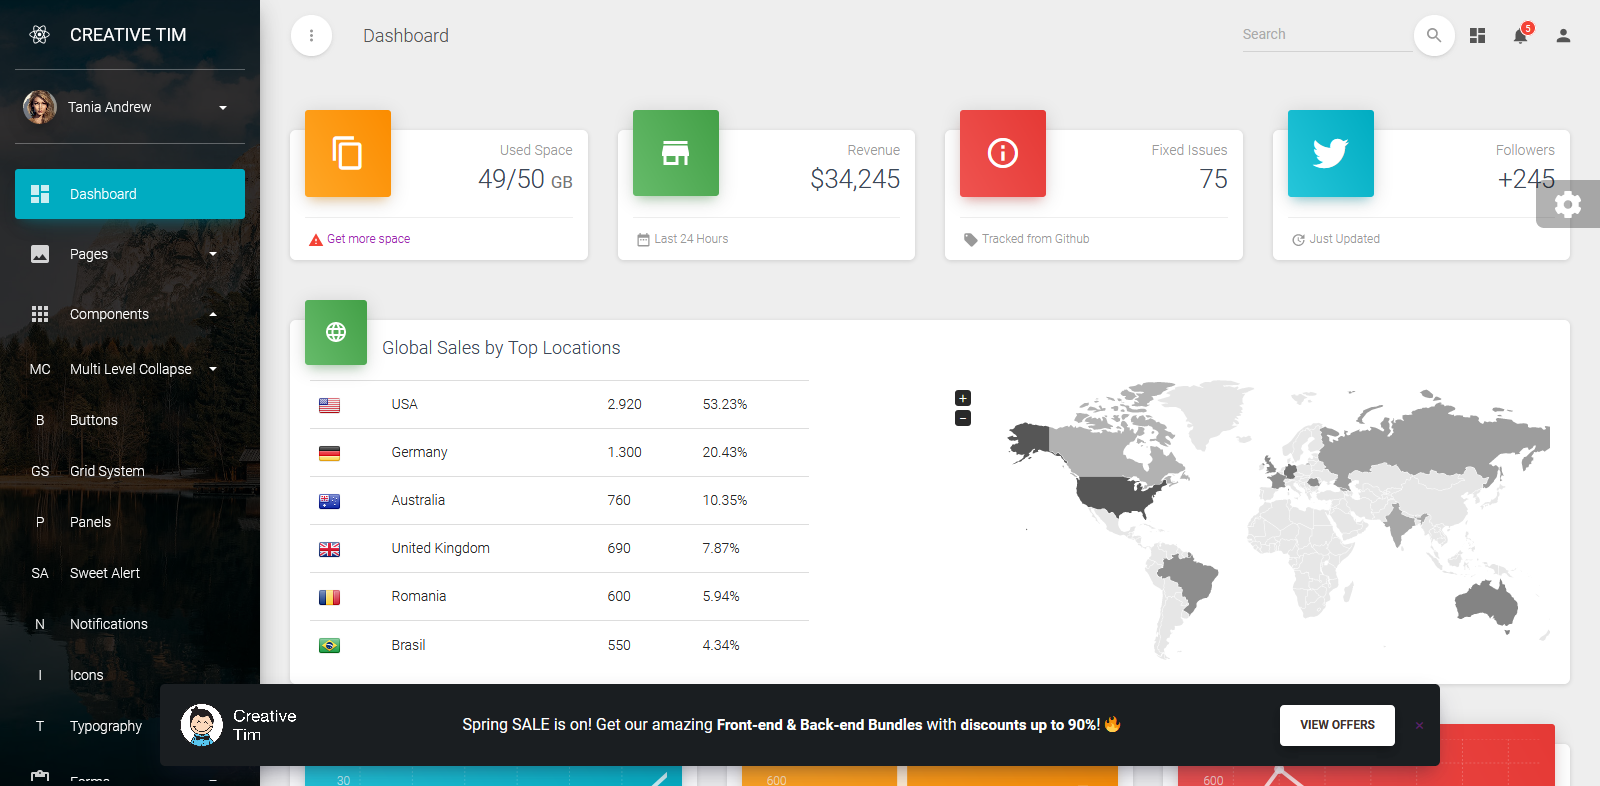 CREATIVE TIM
Dashboard
Search
5
Tania Andrew
Dashboard
Pages
Components
MC Multi Level Collapse
B Buttons
GS Grid System
P Panels
SA Sweet Alert
N Notifications
I Icons
T Typography
Forms
Used Space
49/50 GB
Get more space
Revenue
$34,245
Last 24 Hours
Fixed Issues
75
Tracked from Github
Followers
+245
Just Updated
Global Sales by Top Locations
USA 2.920 53.23%
Germany 1.300 20.43%
Australia 760 10.35%
United Kingdom 690 7.87%
Romania 600 5.94%
Brasil 550 4.34%
+
−
Creative
Tim
Spring SALE is on! Get our amazing Front-end & Back-end Bundles with discounts up to 90%! 🔥
VIEW OFFERS
×
30
600
600